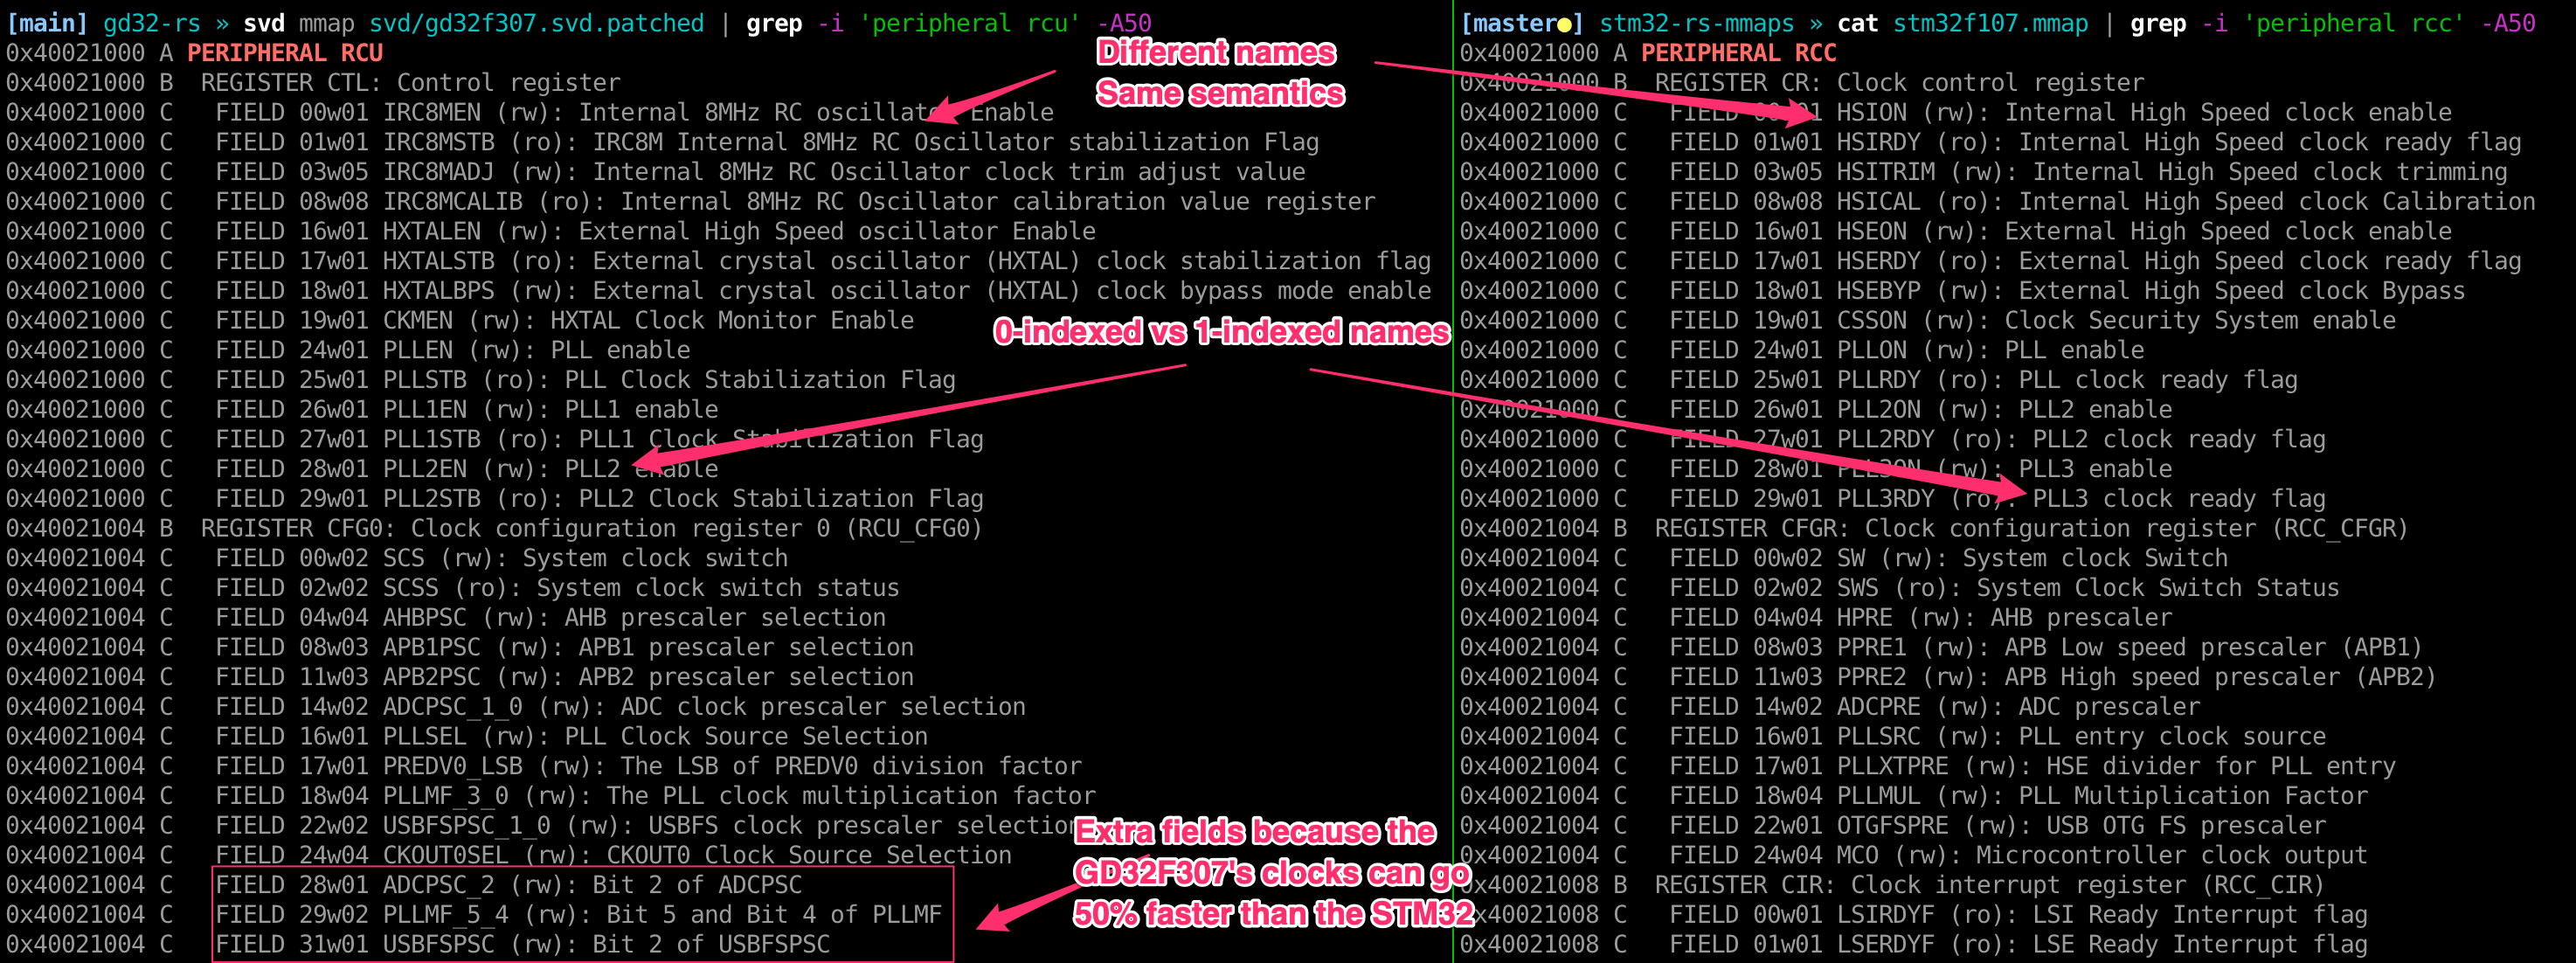 [main] gd32-rs » svd mmap svd/gd32f307.svd.patched | grep -i 'peripheral rcu' -A50
0x40021000 A PERIPHERAL RCU
0x40021000 B  REGISTER CTL: Control register
0x40021000 C   FIELD 00w01 IRC8MEN (rw): Internal 8MHz RC oscillator Enable
0x40021000 C   FIELD 01w01 IRC8MSTB (ro): IRC8M Internal 8MHz RC Oscillator stabilization Flag
0x40021000 C   FIELD 03w05 IRC8MADJ (rw): Internal 8MHz RC Oscillator clock trim adjust value
0x40021000 C   FIELD 08w08 IRC8MCALIB (ro): Internal 8MHz RC Oscillator calibration value register
0x40021000 C   FIELD 16w01 HXTALEN (rw): External High Speed oscillator Enable
0x40021000 C   FIELD 17w01 HXTALSTB (ro): External crystal oscillator (HXTAL) clock stabilization flag
0x40021000 C   FIELD 18w01 HXTALBPS (rw): External crystal oscillator (HXTAL) clock bypass mode enable
0x40021000 C   FIELD 19w01 CKMEN (rw): HXTAL Clock Monitor Enable
0x40021000 C   FIELD 24w01 PLLEN (rw): PLL enable
0x40021000 C   FIELD 25w01 PLLSTB (ro): PLL Clock Stabilization Flag
0x40021000 C   FIELD 26w01 PLL1EN (rw): PLL1 enable
0x40021000 C   FIELD 27w01 PLL1STB (ro): PLL1 Clock Stabilization Flag
0x40021000 C   FIELD 28w01 PLL2EN (rw): PLL2 enable
0x40021000 C   FIELD 29w01 PLL2STB (ro): PLL2 Clock Stabilization Flag
0x40021004 B  REGISTER CFG0: Clock configuration register 0 (RCU_CFG0)
0x40021004 C   FIELD 00w02 SCS (rw): System clock switch
0x40021004 C   FIELD 02w02 SCSS (ro): System clock switch status
0x40021004 C   FIELD 04w04 AHBPSC (rw): AHB prescaler selection
0x40021004 C   FIELD 08w03 APB1PSC (rw): APB1 prescaler selection
0x40021004 C   FIELD 11w03 APB2PSC (rw): APB2 prescaler selection
0x40021004 C   FIELD 14w02 ADCPSC_1_0 (rw): ADC clock prescaler selection
0x40021004 C   FIELD 16w01 PLLSEL (rw): PLL Clock Source Selection
0x40021004 C   FIELD 17w01 PREDV0_LSB (rw): The LSB of PREDV0 division factor
0x40021004 C   FIELD 18w04 PLLMF_3_0 (rw): The PLL clock multiplication factor
0x40021004 C   FIELD 22w02 USBFSPSC_1_0 (rw): USBFS clock prescaler selection
0x40021004 C   FIELD 24w04 CKOUT0SEL (rw): CKOUT0 Clock Source Selection
0x40021004 C   FIELD 28w01 ADCPSC_2 (rw): Bit 2 of ADCPSC
0x40021004 C   FIELD 29w02 PLLMF_5_4 (rw): Bit 5 and Bit 4 of PLLMF
0x40021004 C   FIELD 31w01 USBFSPSC (rw): Bit 2 of USBFSPSC
Different names
Same semantics
0-indexed vs 1-indexed names
Extra fields because the
GD32F307's clocks can go
50% faster than the STM32
[master●] stm32-rs-mmaps » cat stm32f107.mmap | grep -i 'peripheral rcc' -A50
0x40021000 A PERIPHERAL RCC
0x40021000 B  REGISTER CR: Clock control register
0x40021000 C   FIELD 00w01 HSION (rw): Internal High Speed clock enable
0x40021000 C   FIELD 01w01 HSIRDY (ro): Internal High Speed clock ready flag
0x40021000 C   FIELD 03w05 HSITRIM (rw): Internal High Speed clock trimming
0x40021000 C   FIELD 08w08 HSICAL (ro): Internal High Speed clock Calibration
0x40021000 C   FIELD 16w01 HSEON (rw): External High Speed clock enable
0x40021000 C   FIELD 17w01 HSERDY (ro): External High Speed clock ready flag
0x40021000 C   FIELD 18w01 HSEBYP (rw): External High Speed clock Bypass
0x40021000 C   FIELD 19w01 CSSON (rw): Clock Security System enable
0x40021000 C   FIELD 24w01 PLLON (rw): PLL enable
0x40021000 C   FIELD 25w01 PLLRDY (ro): PLL clock ready flag
0x40021000 C   FIELD 26w01 PLL2ON (rw): PLL2 enable
0x40021000 C   FIELD 27w01 PLL2RDY (ro): PLL2 clock ready flag
0x40021000 C   FIELD 28w01 PLL3ON (rw): PLL3 enable
0x40021000 C   FIELD 29w01 PLL3RDY (ro): PLL3 clock ready flag
0x40021004 B  REGISTER CFGR: Clock configuration register (RCC_CFGR)
0x40021004 C   FIELD 00w02 SW (rw): System clock Switch
0x40021004 C   FIELD 02w02 SWS (ro): System Clock Switch Status
0x40021004 C   FIELD 04w04 HPRE (rw): AHB prescaler
0x40021004 C   FIELD 08w03 PPRE1 (rw): APB Low speed prescaler (APB1)
0x40021004 C   FIELD 11w03 PPRE2 (rw): APB High speed prescaler (APB2)
0x40021004 C   FIELD 14w02 ADCPRE (rw): ADC prescaler
0x40021004 C   FIELD 16w01 PLLSRC (rw): PLL entry clock source
0x40021004 C   FIELD 17w01 PLLXTPRE (rw): HSE divider for PLL entry
0x40021004 C   FIELD 18w04 PLLMUL (rw): PLL Multiplication Factor
0x40021004 C   FIELD 22w01 OTGFSPRE (rw): USB OTG FS prescaler
0x40021004 C   FIELD 24w04 MCO (rw): Microcontroller clock output
0x40021008 B  REGISTER CIR: Clock interrupt register (RCC_CIR)
0x40021008 C   FIELD 00w01 LSIRDYF (ro): LSI Ready Interrupt flag
0x40021008 C   FIELD 01w01 LSERDYF (ro): LSE Ready Interrupt flag